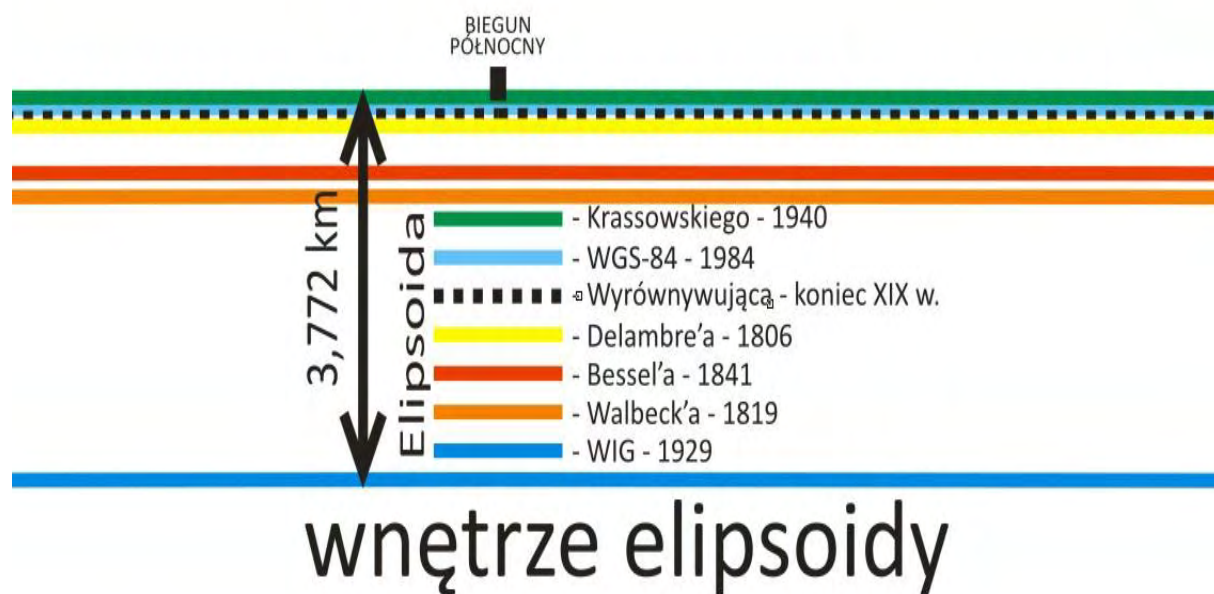 BIEGUN
PÓŁNOCNY
3,772 km
Elipsoida
- Krassowskiego - 1940
- WGS-84 - 1984
- Wyrównywująca - koniec XIX w.
- Delambre’a - 1806
- Bessel’a - 1841
- Walbeck’a - 1819
- WIG - 1929
wnętrze elipsoidy